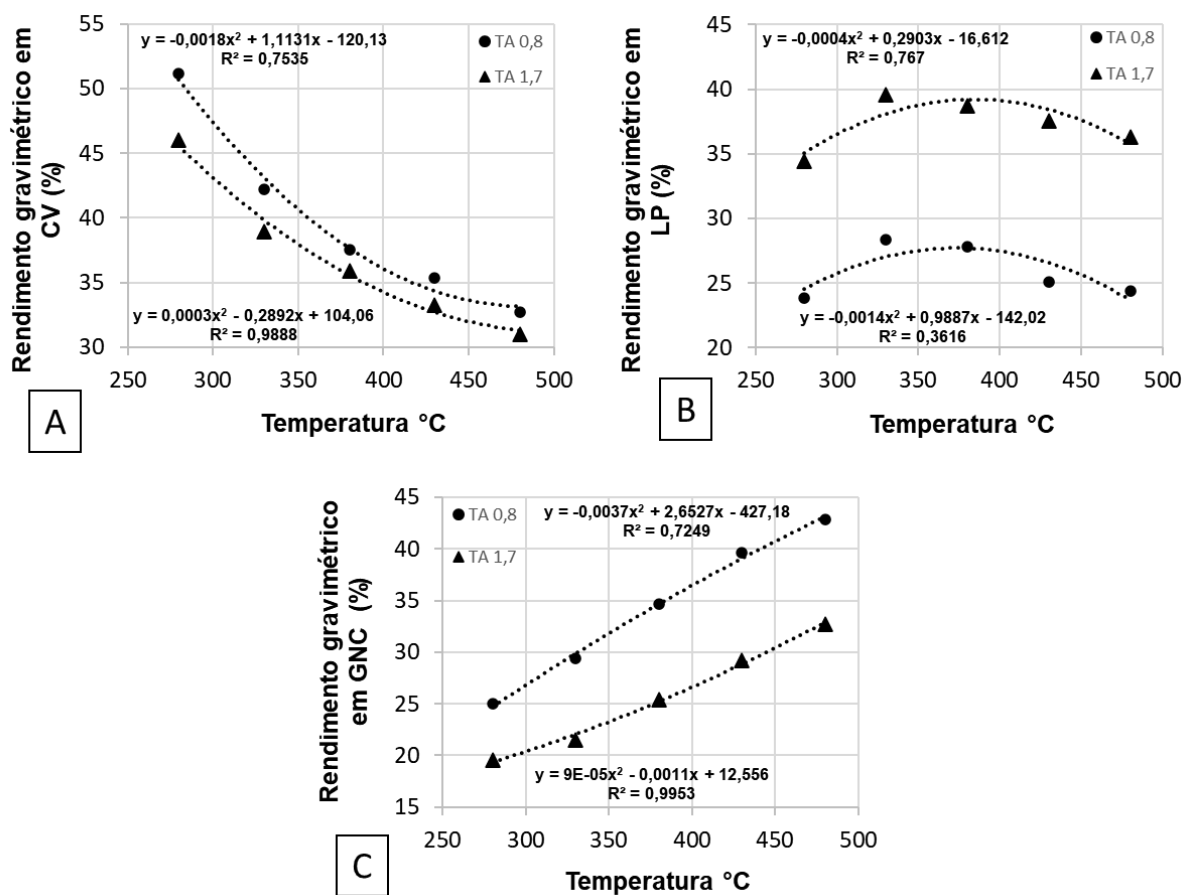 Rendimento gravimétrico em
CV (%)
55
50
45
40
35
30
y = -0,0018x² + 1,1131x - 120,13
R² = 0,7535
TA 0,8
TA 1,7
y = 0,0003x² - 0,2892x + 104,06
R² = 0,9888
250 300 350 400 450 500
Temperatura °C
A
Rendimento gravimétrico em
LP (%)
45
40
35
30
25
20
y = -0,0004x² + 0,2903x - 16,612
R² = 0,767
TA 0,8
TA 1,7
y = -0,0014x² + 0,9887x - 142,02
R² = 0,3616
250 300 350 400 450 500
Temperatura °C
B
Rendimento gravimétrico
em GNC (%)
45
40
35
30
25
20
15
TA 0,8
TA 1,7
y = -0,0037x² + 2,6527x - 427,18
R² = 0,7249
y = 9E-05x² - 0,0011x + 12,556
R² = 0,9953
250 300 350 400 450 500
Temperatura °C
C